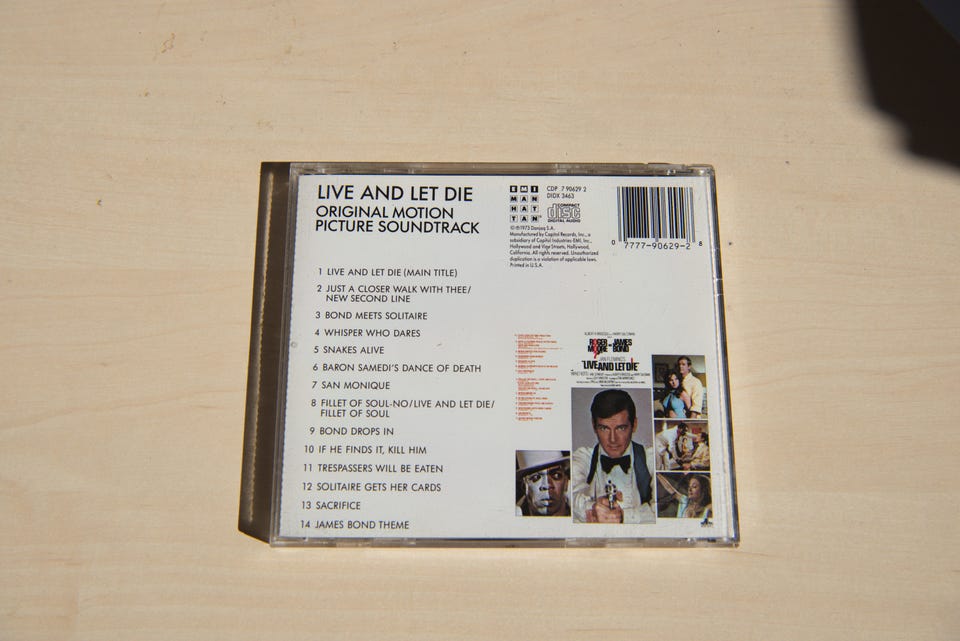 LIVE AND LET DIE
ORIGINAL MOTION
PICTURE SOUNDTRACK
1 LIVE AND LET DIE (MAIN TITLE)
2 JUST A CLOSER WALK WITH THEE/
NEW SECOND LINE
3 BOND MEETS SOLITAIRE
4 WHISPER WHO DARES
5 SNAKES ALIVE
6 BARON SAMEDI'S DANCE OF DEATH
7 SAN MONIQUE
8 FILLET OF SOUL-NO/LIVE AND LET DIE/
FILLET OF SOUL
9 BOND DROPS IN
10 IF HE FINDS IT, KILL HIM
11 TRESPASSERS WILL BE EATEN
12 SOLITAIRE GETS HER CARDS
13 SACRIFICE
14 JAMES BOND THEME
EMI
MAN
HAT
TAN
CDP 7 90629 2
DIDX 3463
COMPACT
disc
DIGITAL AUDIO
© ℗ 1973 Danjaq S.A.
Manufactured by Capitol Records, Inc., a
subsidiary of Capitol Industries-EMI, Inc.,
Hollywood and Vine Streets, Hollywood,
California. All rights reserved. Unauthorized
duplication is a violation of applicable laws.
Printed in U.S.A.
0 7777-90629-2 8
ROGER MOORE JAMES BOND
IAN FLEMING'S
"LIVE AND LET DIE"